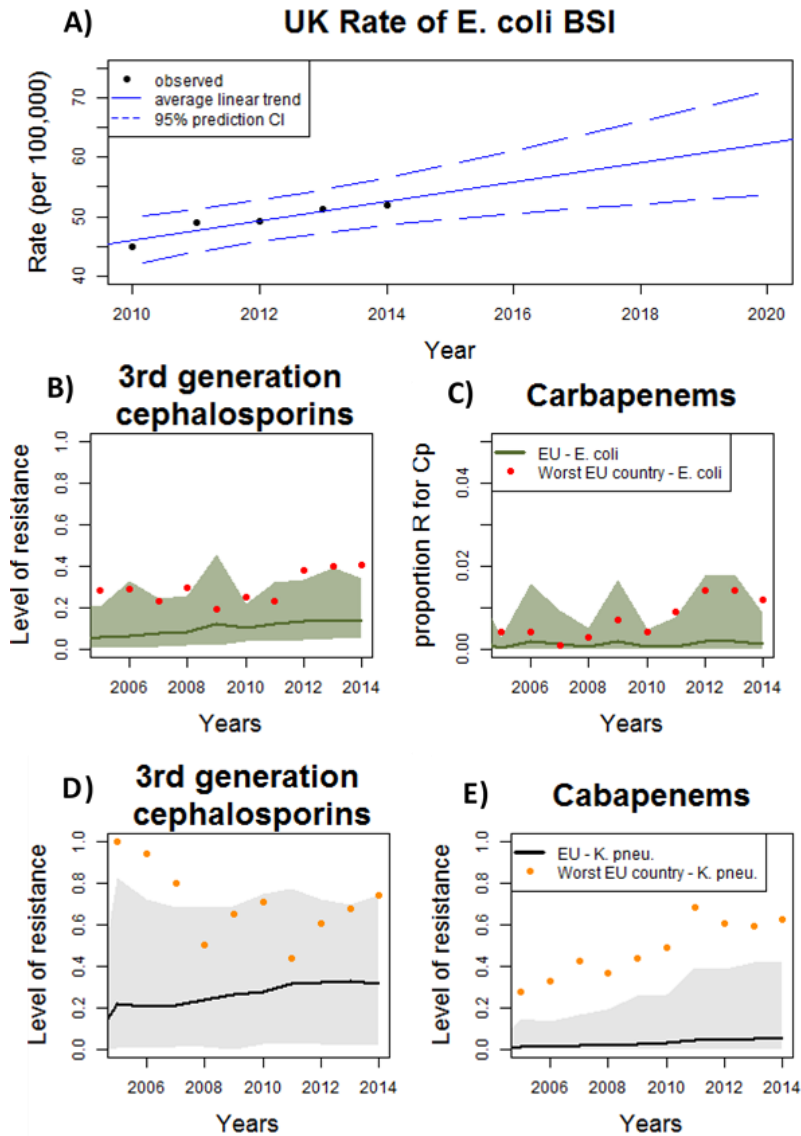 A)
UK Rate of E. coli BSI
observed
average linear trend
95% prediction CI
Rate (per 100,000)
40 50 60 70
2010 2012 2014 2016 2018 2020
Year
B)
3rd generation
cephalosporins
Level of resistance
0.0 0.2 0.4 0.6 0.8 1.0
2006 2008 2010 2012 2014
Years
C)
Carbapenems
EU - E. coli
Worst EU country - E. coli
proportion R for Cp
0.00 0.02 0.04
2006 2008 2010 2012 2014
Years
D)
3rd generation
cephalosporins
Level of resistance
0.0 0.2 0.4 0.6 0.8 1.0
2006 2008 2010 2012 2014
Years
E)
Cabapenems
EU - K. pneu.
Worst EU country - K. pneu.
Level of resistance
0.0 0.2 0.4 0.6 0.8 1.0
2006 2008 2010 2012 2014
Years